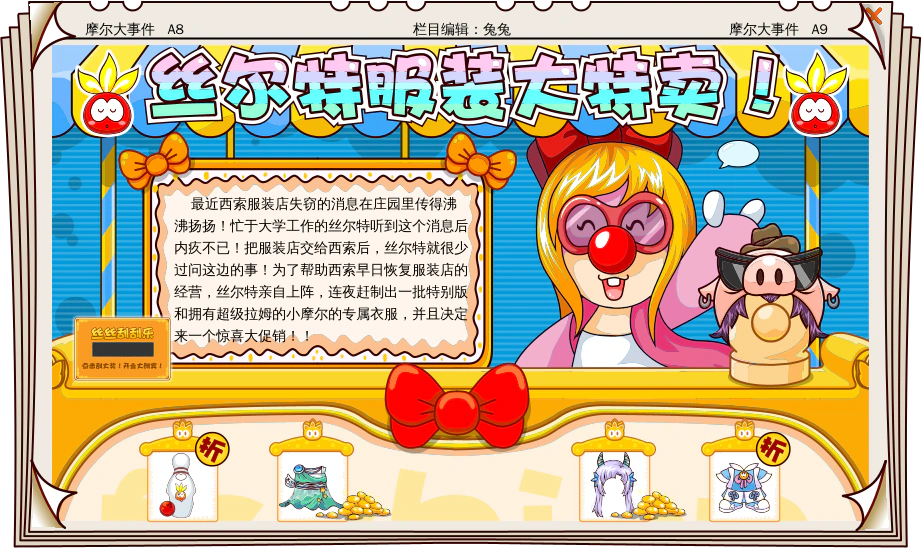 摩尔大事件 A8
栏目编辑：兔兔
摩尔大事件 A9
丝尔特服装大特卖！
最近西索服装店失窃的消息在庄园里传得沸
沸扬扬！忙于大学工作的丝尔特听到这个消息后
内疚不已！把服装店交给西索后，丝尔特就很少
过问这边的事！为了帮助西索早日恢复服装店的
经营，丝尔特亲自上阵，连夜赶制出一批特别版
和拥有超级拉姆的小摩尔的专属衣服，并且决定
来一个惊喜大促销！！
丝丝刮刮乐
折
折